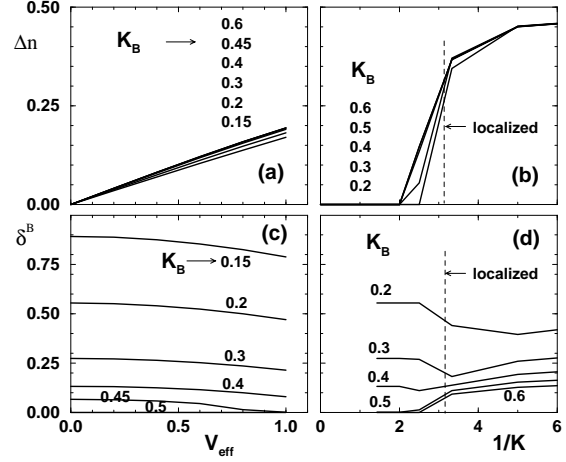 0.50
Δn
0.25
0.00
K_B →
0.6
0.45
0.4
0.3
0.2
0.15
(a)
K_B
0.6
0.5
0.4
0.3
0.2
localized
(b)
δ^B
0.75
0.50
0.25
0.00
(c)
K_B → 0.15
0.2
0.3
0.4
0.45
0.5
0.0 0.5 1.0
V_eff
K_B
(d)
localized
0.2
0.3
0.4
0.5
0.6
0 2 4 6
1/K